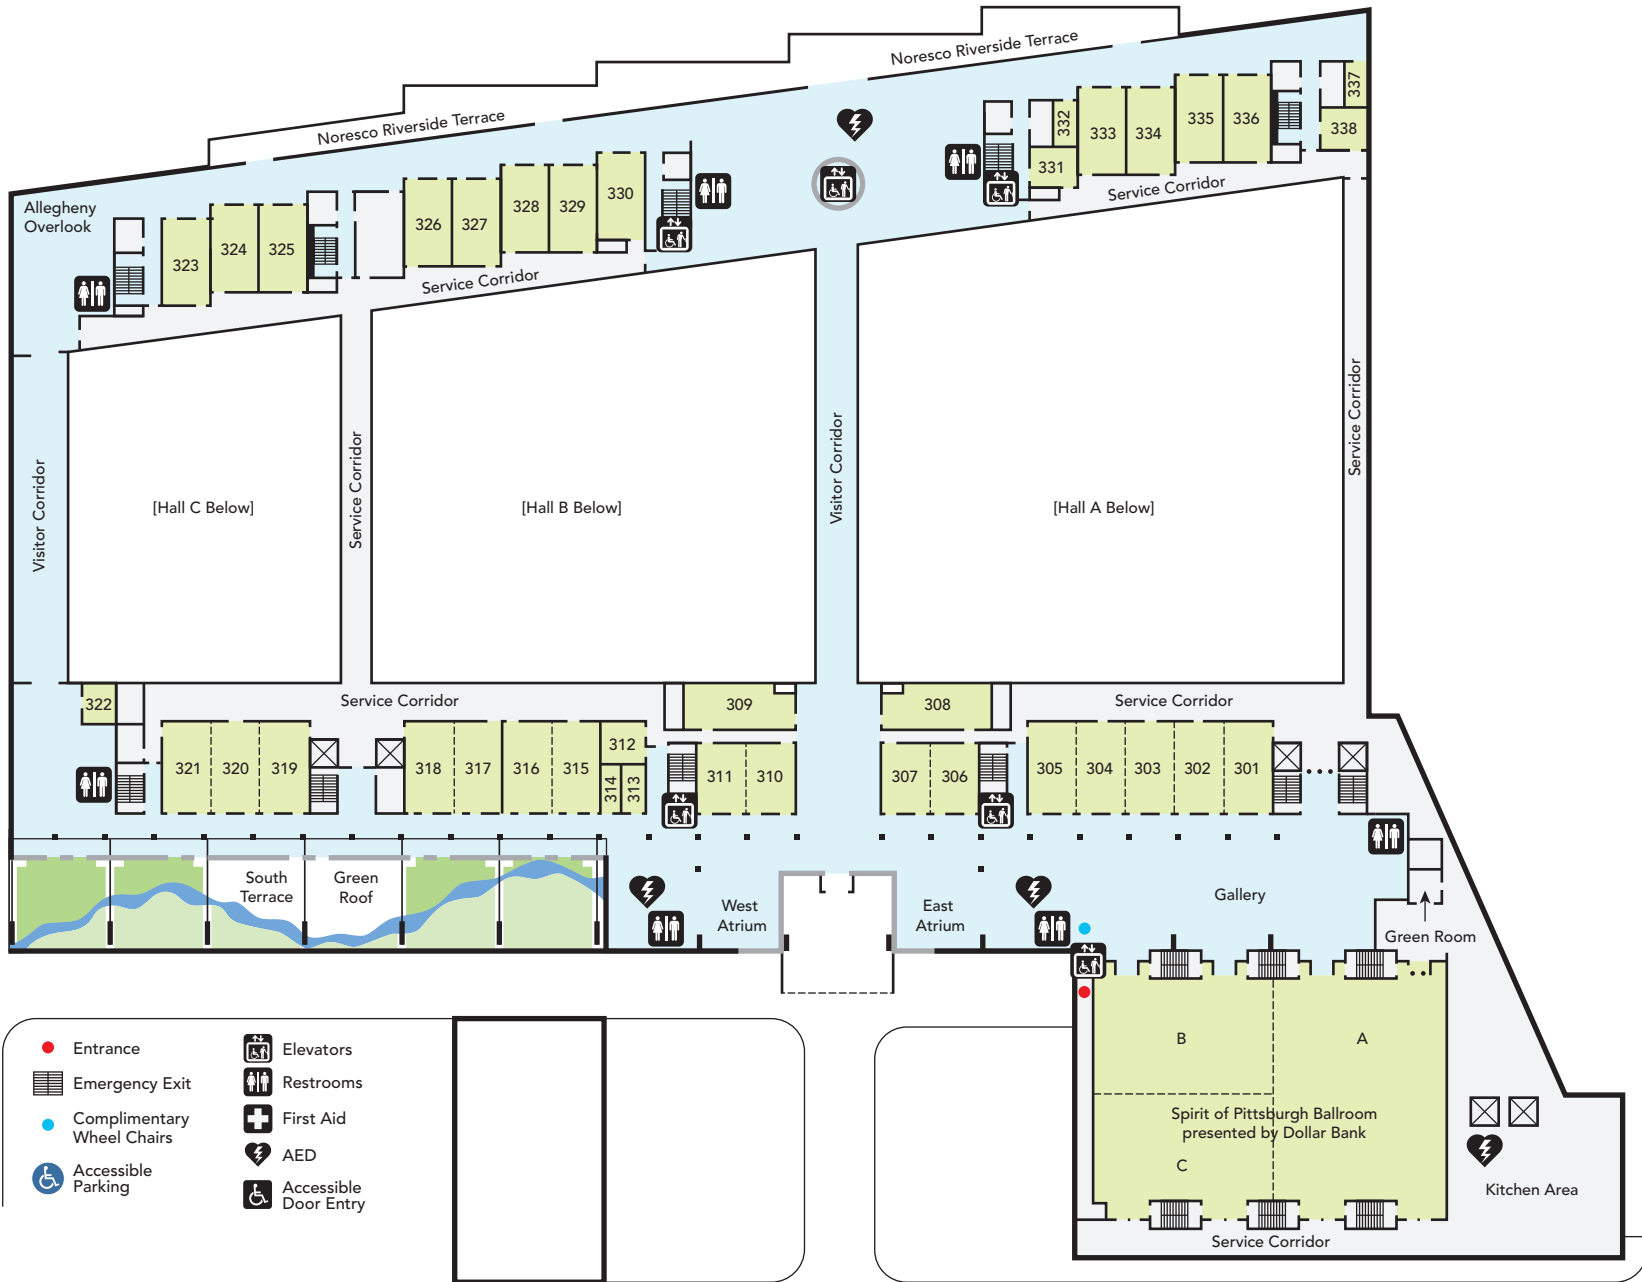 Noresco Riverside Terrace
Noresco Riverside Terrace
337
338
336
335
334
333
332
331
Service Corridor
330
329
328
327
326
Service Corridor
325
324
323
Allegheny
Overlook
Visitor Corridor
[Hall C Below]
Service Corridor
[Hall B Below]
Visitor Corridor
[Hall A Below]
Service Corridor
322
Service Corridor
309
308
Service Corridor
321
320
319
318
317
316
315
312
314
313
311
310
307
306
305
304
303
302
301
South
Terrace
Green
Roof
West
Atrium
East
Atrium
Gallery
Green Room
B
A
Spirit of Pittsburgh Ballroom
presented by Dollar Bank
C
Kitchen Area
Service Corridor
Entrance
Emergency Exit
Complimentary
Wheel Chairs
Accessible
Parking
Elevators
Restrooms
First Aid
AED
Accessible
Door Entry